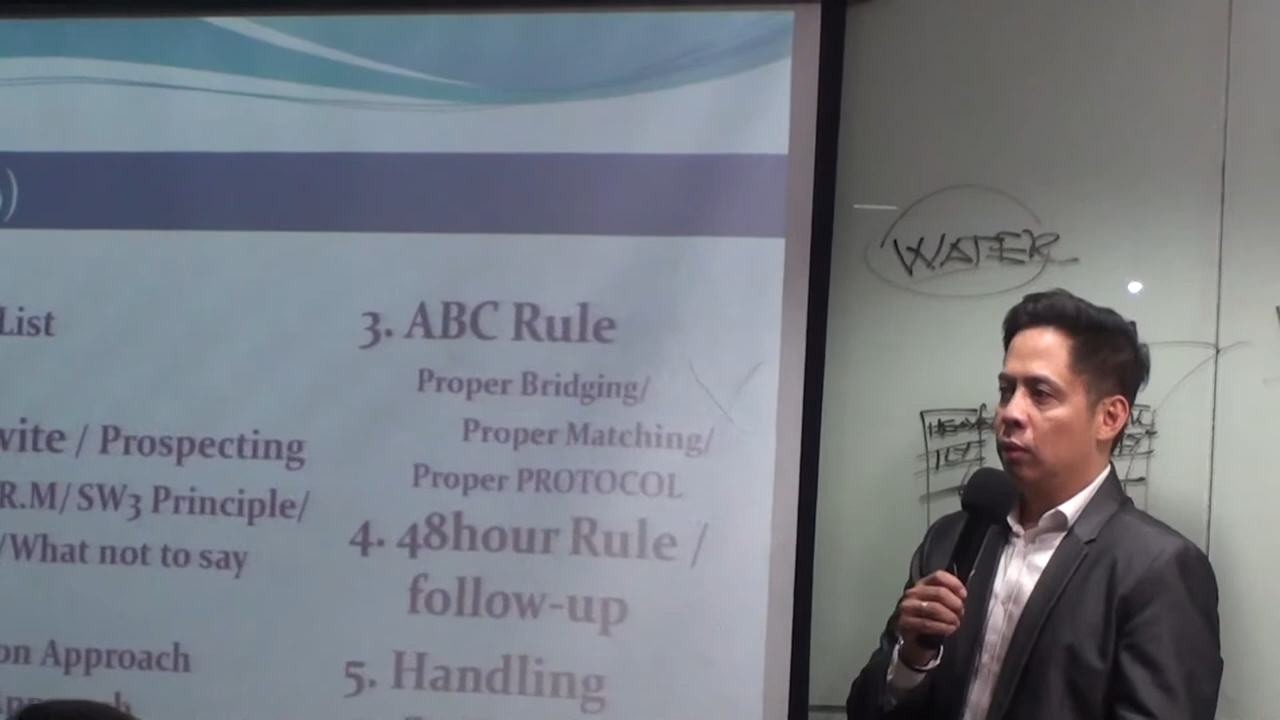 List
vite / Prospecting
R.M/ SW3 Principle/
/What not to say
on Approach
3. ABC Rule
Proper Bridging/
Proper Matching/
Proper PROTOCOL
4. 48hour Rule /
follow-up
5. Handling
WATER